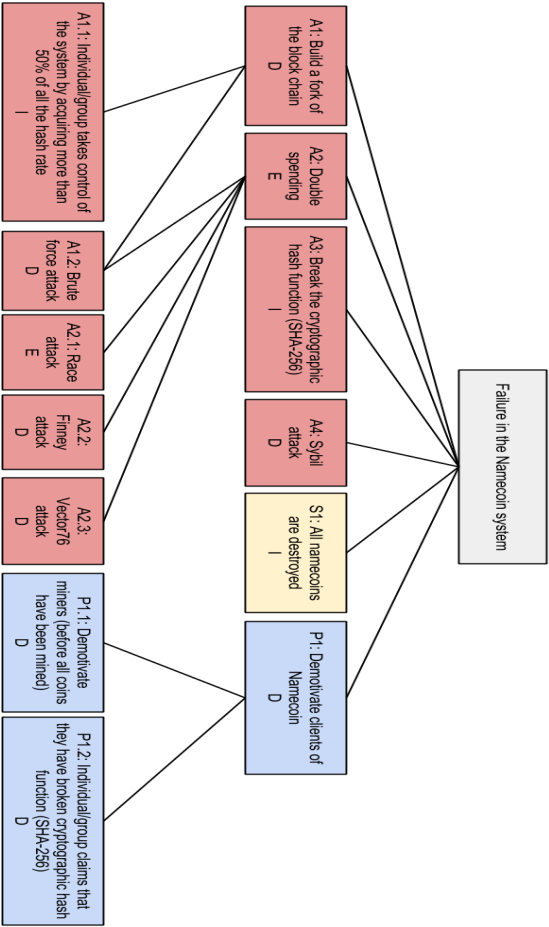 Failure in the Namecoin system
A1: Build a fork of
the block chain
D
A2: Double
spending
E
A3: Break the cryptographic
hash function (SHA-256)
I
A4: Sybil
attack
D
S1: All namecoins
are destroyed
I
P1: Demotivate clients of
Namecoin
D
A1.1: Individual/group takes control of
the system by acquiring more than
50% of all the hash rate
I
A1.2: Brute
force attack
D
A2.1: Race
attack
E
A2.2:
Finney
attack
D
A2.3:
Vector76
attack
D
P1.1: Demotivate
miners (before all coins
have been mined)
D
P1.2: Individual/group claims that
they have broken cryptographic hash
function (SHA-256)
D